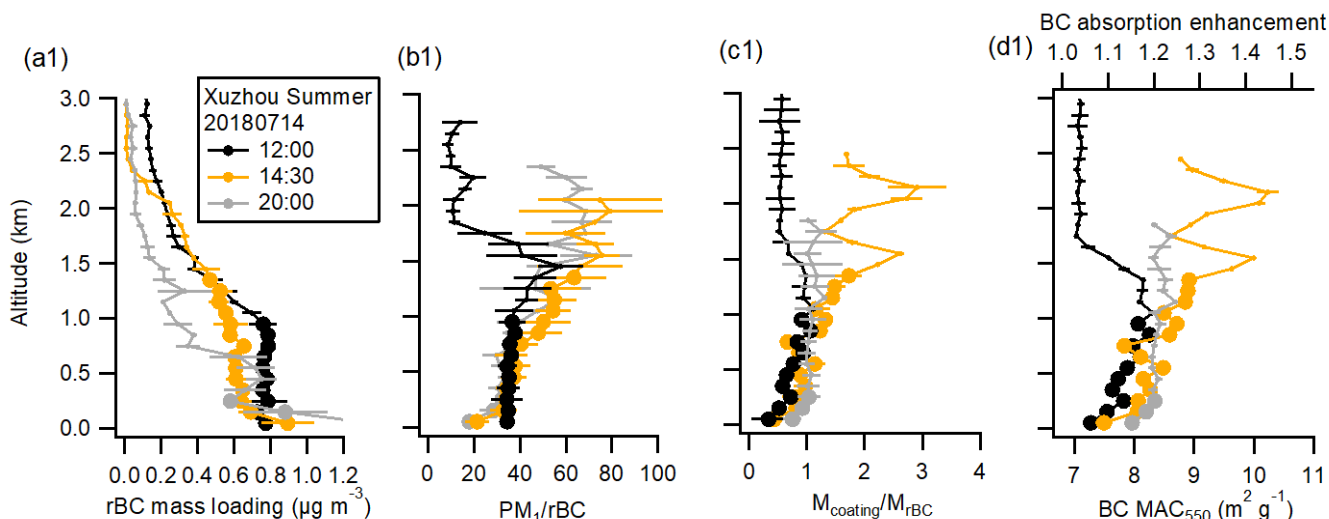 BC absorption enhancement
1.0 1.1 1.2 1.3 1.4 1.5
(a1) (b1) (c1) (d1)
Xuzhou Summer
20180714
12:00
14:30
20:00
3.0
2.5
2.0
1.5
1.0
0.5
0.0
Altitude (km)
0.0 0.2 0.4 0.6 0.8 1.0 1.2
rBC mass loading (µg m⁻³)
0 20 40 60 80 100
PM₁/rBC
0 1 2 3 4
M_coating/M_rBC
7 8 9 10 11
BC MAC₅₅₀ (m² g⁻¹)